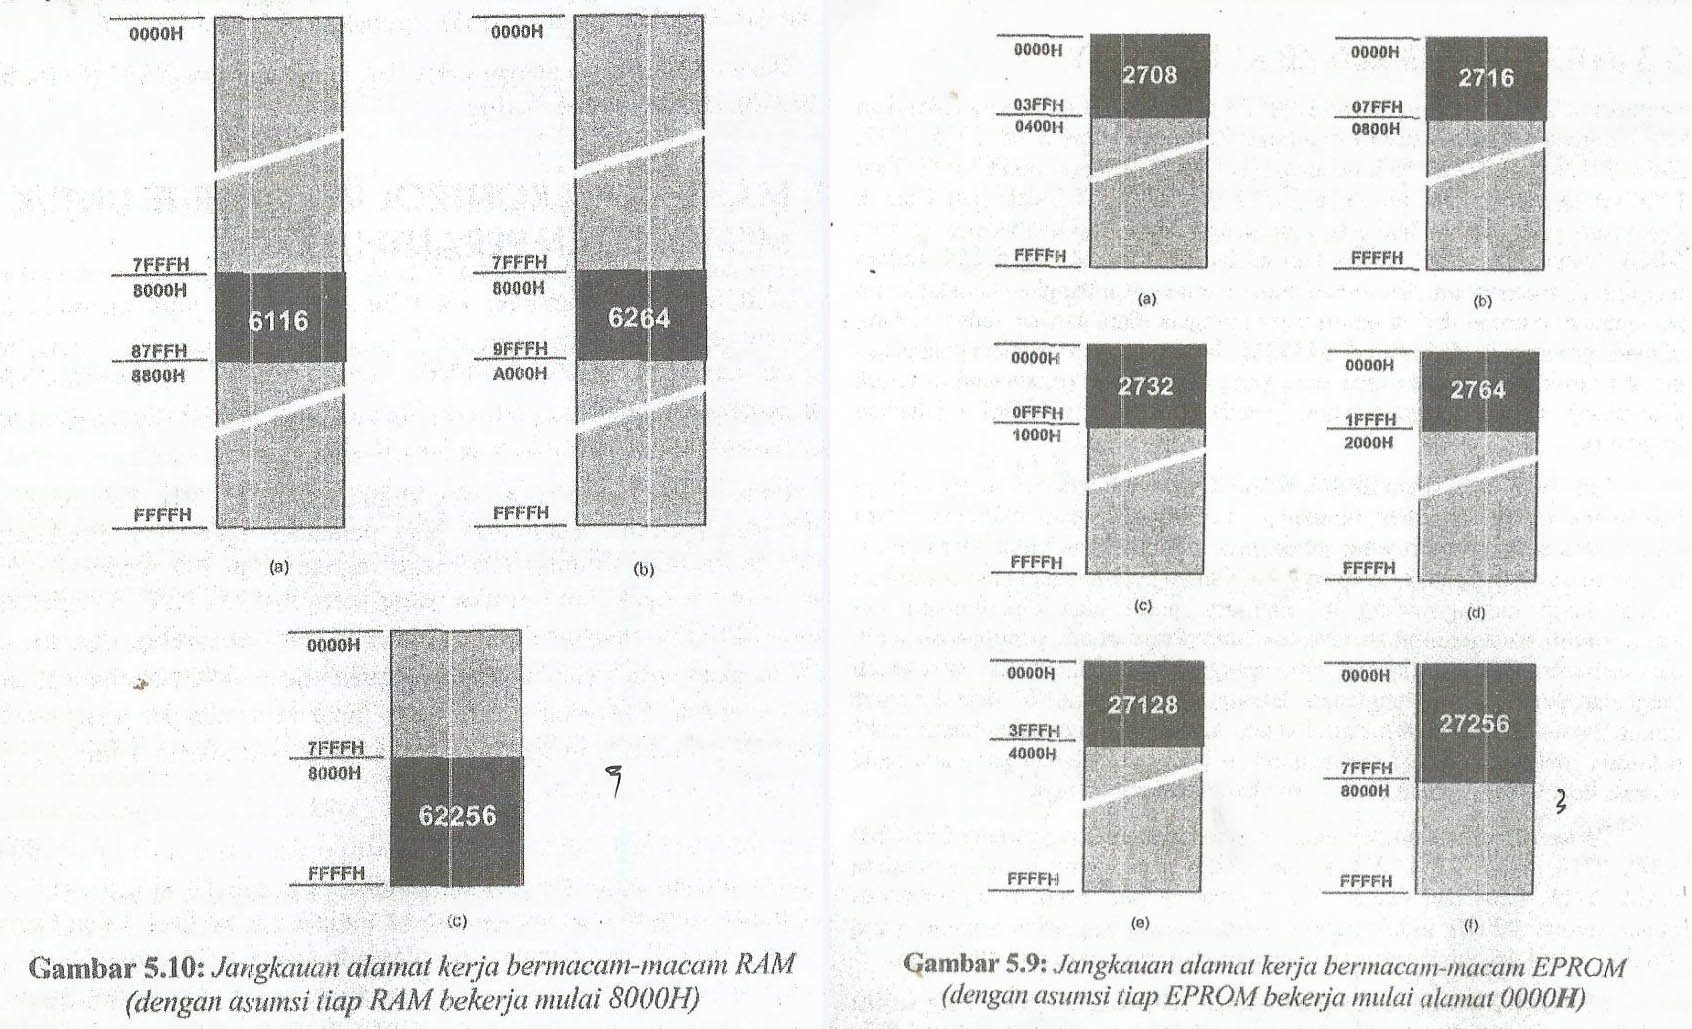 0000H
7FFFH
8000H
6116
87FFH
8800H
FFFFH
(a)
0000H
7FFFH
8000H
6264
9FFFH
A000H
FFFFH
(b)
0000H
7FFFH
8000H
62256
FFFFH
(c)
Gambar 5.10: Jangkauan alamat kerja bermacam-macam RAM
(dengan asumsi tiap RAM bekerja mulai 8000H)
0000H
2708
03FFH
0400H
FFFFH
(a)
0000H
2716
07FFH
0800H
FFFFH
(b)
0000H
2732
0FFFH
1000H
FFFFH
(c)
0000H
2764
1FFFH
2000H
FFFFH
(d)
0000H
27128
3FFFH
4000H
FFFFH
(e)
0000H
27256
7FFFH
8000H
3
FFFFH
(f)
Gambar 5.9: Jangkauan alamat kerja bermacam-macam EPROM
(dengan asumsi tiap EPROM bekerja mulai alamat 0000H)